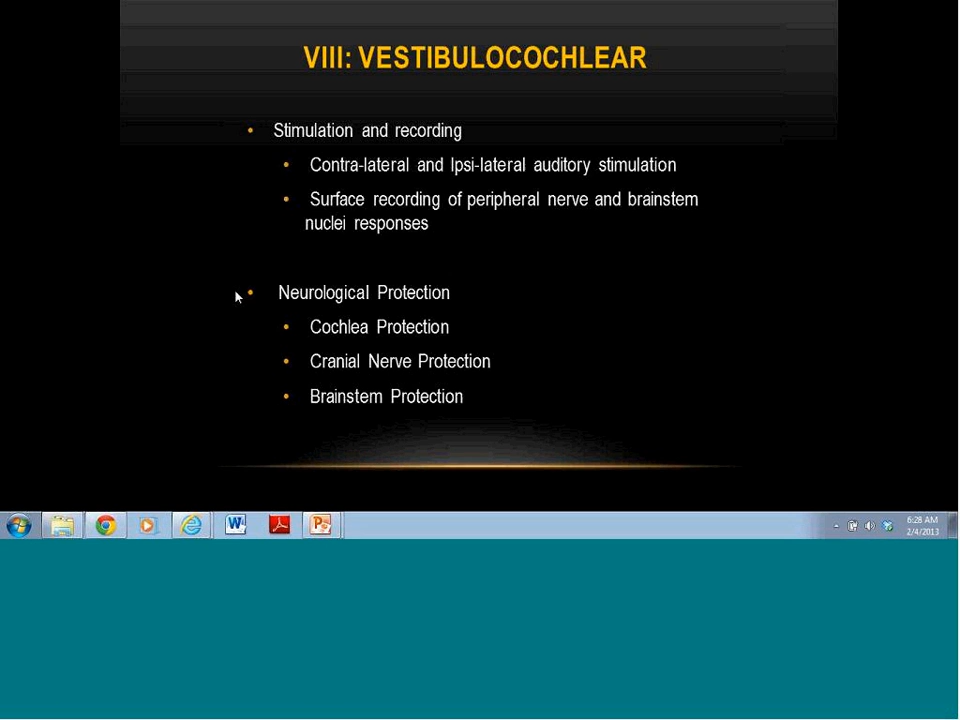 VIII: VESTIBULOCOCHLEAR
• Stimulation and recording
• Contra-lateral and Ipsi-lateral auditory stimulation
• Surface recording of peripheral nerve and brainstem
nuclei responses
• Neurological Protection
• Cochlea Protection
• Cranial Nerve Protection
• Brainstem Protection
6:28 AM
2/4/2013